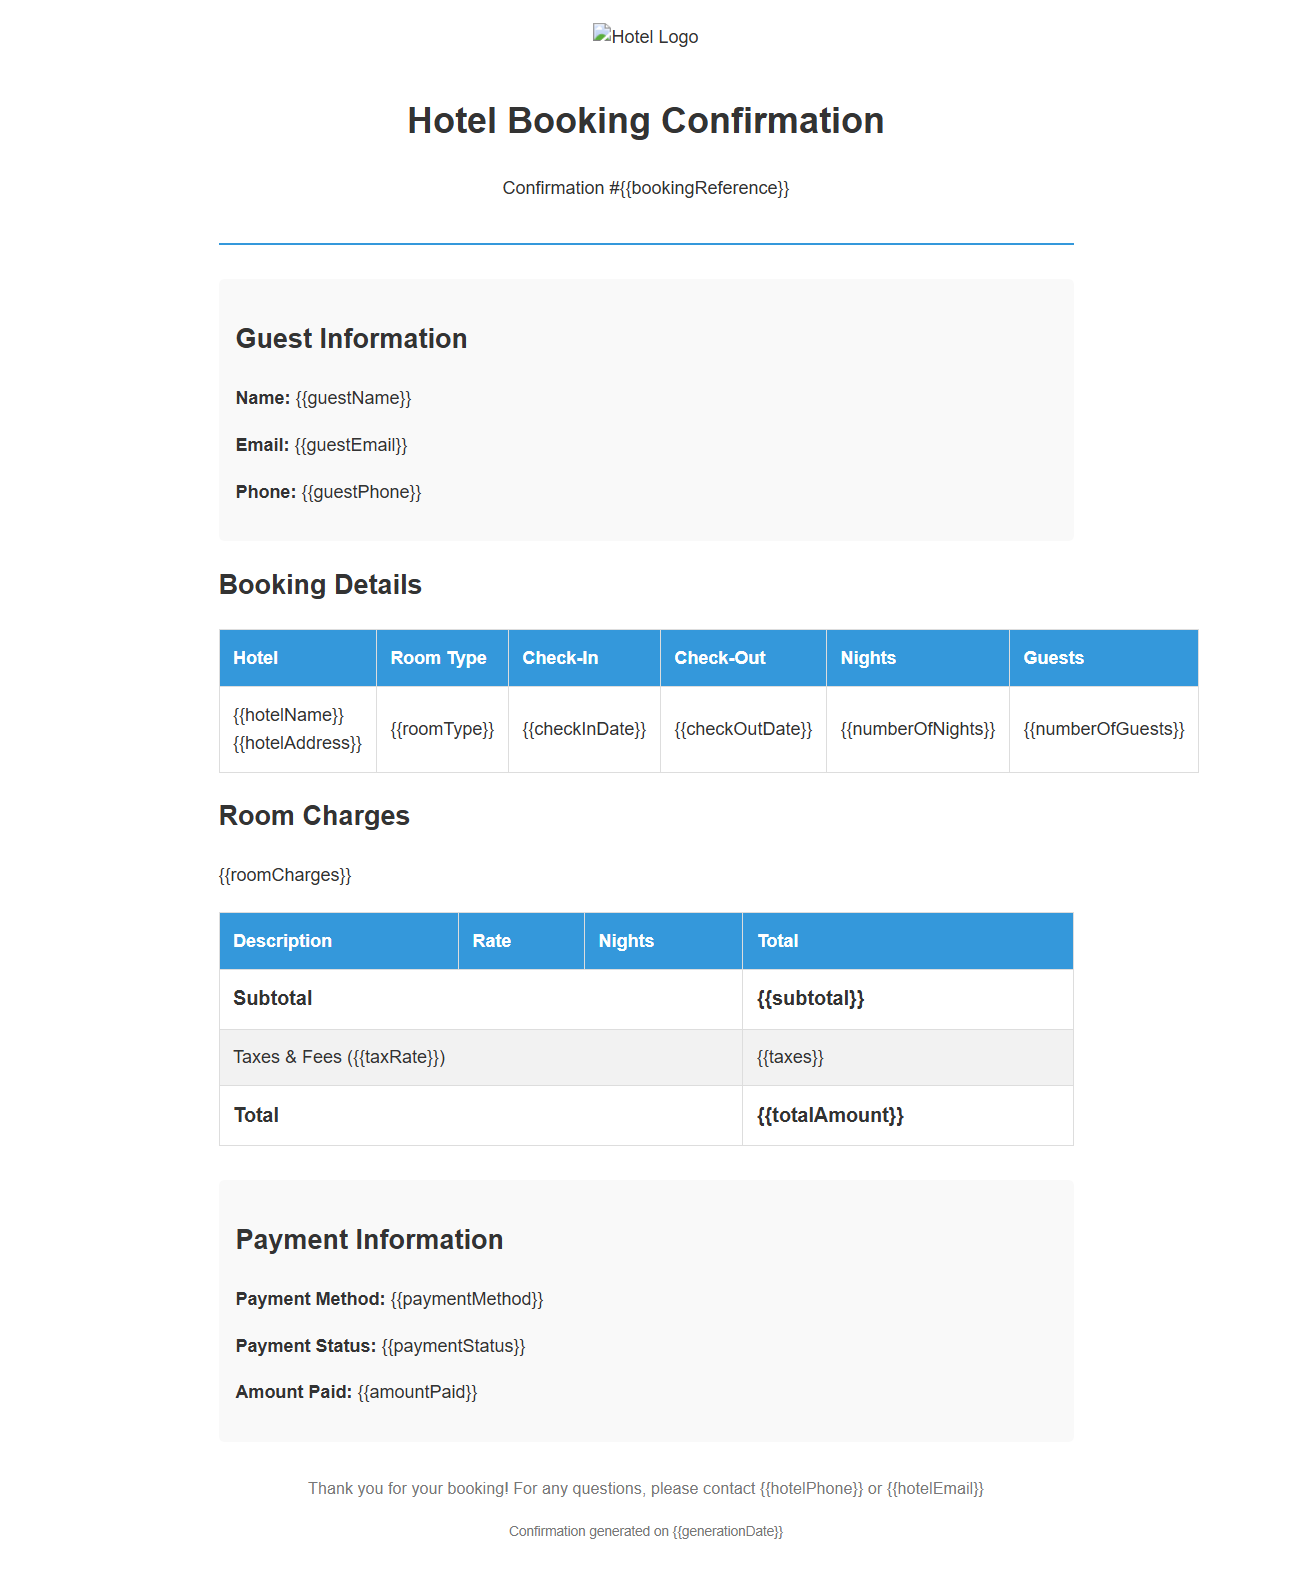 Hotel Logo
Hotel Booking Confirmation
Confirmation #{{bookingReference}}
Guest Information
Name: {{guestName}}
Email: {{guestEmail}}
Phone: {{guestPhone}}
Booking Details
Hotel Room Type Check-In Check-Out Nights Guests
{{hotelName}}
{{hotelAddress}} {{roomType}} {{checkInDate}} {{checkOutDate}} {{numberOfNights}} {{numberOfGuests}}
Room Charges
{{roomCharges}}
Description Rate Nights Total
Subtotal {{subtotal}}
Taxes & Fees ({{taxRate}}) {{taxes}}
Total {{totalAmount}}
Payment Information
Payment Method: {{paymentMethod}}
Payment Status: {{paymentStatus}}
Amount Paid: {{amountPaid}}
Thank you for your booking! For any questions, please contact {{hotelPhone}} or {{hotelEmail}}
Confirmation generated on {{generationDate}}